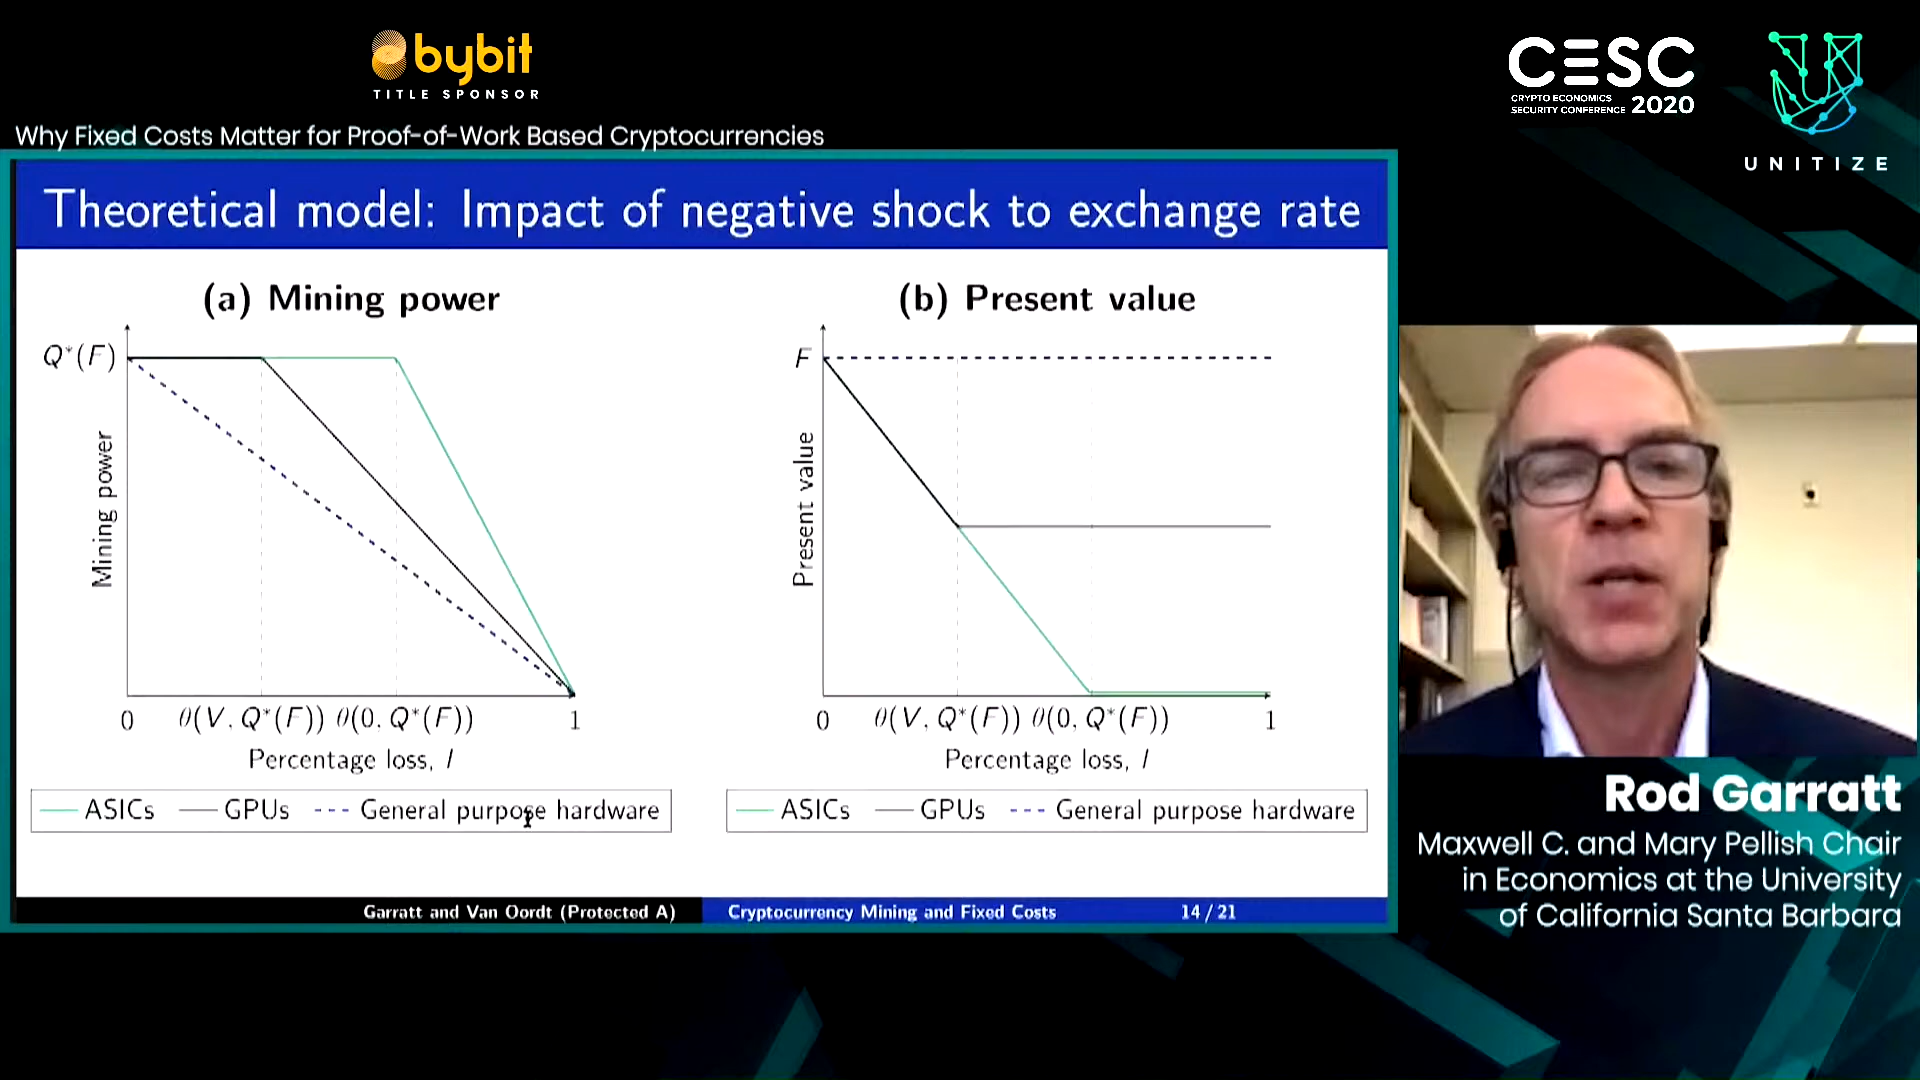 bybit
TITLE SPONSOR
CESC
CRYPTO ECONOMICS
SECURITY CONFERENCE 2020
UNITIZE
Why Fixed Costs Matter for Proof-of-Work Based Cryptocurrencies
Theoretical model: Impact of negative shock to exchange rate
(a) Mining power
Q*(F)
Mining power
0 θ(V, Q*(F)) θ(0, Q*(F)) 1
Percentage loss, l
ASICs GPUs General purpose hardware
(b) Present value
F
Present value
0 θ(V, Q*(F)) θ(0, Q*(F)) 1
Percentage loss, l
ASICs GPUs General purpose hardware
Garratt and Van Oordt (Protected A) Cryptocurrency Mining and Fixed Costs 14 / 21
Rod Garratt
Maxwell C. and Mary Pellish Chair
in Economics at the University
of California Santa Barbara